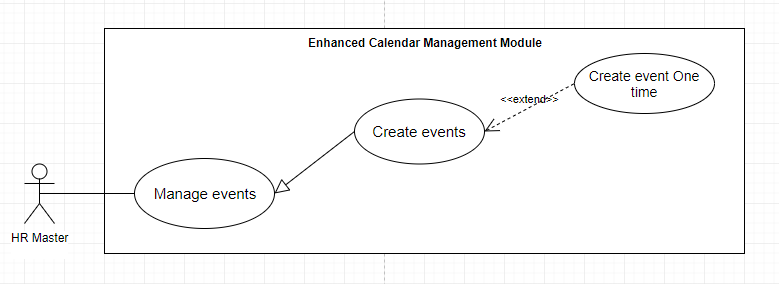 Enhanced Calendar Management Module
Create event One
time
<<extend>>
Create events
Manage events
HR Master